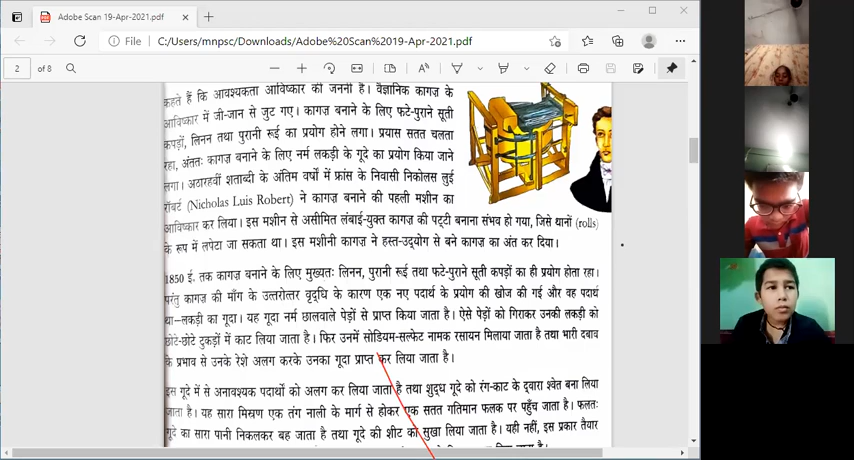 Adobe Scan 19-Apr-2021.pdf
File C:/Users/mnpsc/Downloads/Adobe%20Scan%2019-Apr-2021.pdf
2 of 8
कहते हैं कि आवश्यकता आविष्कार की जननी है। वैज्ञानिक कागज़ के
आविष्कार में जी-जान से जुट गए। कागज़ बनाने के लिए फटे-पुराने सूती
कपड़ों, लिनन तथा पुरानी रूई का प्रयोग होने लगा। प्रयास सतत चलता
रहा, अंततः कागज़ बनाने के लिए नर्म लकड़ी के गूदे का प्रयोग किया जाने
लगा। अठारहवीं शताब्दी के अंतिम वर्षों में फ्रांस के निवासी निकोलस लुई
रॉबर्ट (Nicholas Luis Robert) ने कागज़ बनाने की पहली मशीन का
आविष्कार कर लिया। इस मशीन से असीमित लंबाई-युक्त कागज़ की पट्टी बनाना संभव हो गया, जिसे थानों (rolls)
के रूप में लपेटा जा सकता था। इस मशीनी कागज़ ने हस्त-उद्योग से बने कागज़ का अंत कर दिया।
1850 ई. तक कागज़ बनाने के लिए मुख्यतः लिनन, पुरानी रूई तथा फटे-पुराने सूती कपड़ों का ही प्रयोग होता रहा।
परंतु कागज़ की माँग के उत्तरोत्तर वृद्धि के कारण एक नए पदार्थ के प्रयोग की खोज की गई और वह पदार्थ
था–लकड़ी का गूदा। यह गूदा नर्म छालवाले पेड़ों से प्राप्त किया जाता है। ऐसे पेड़ों को गिराकर उनकी लकड़ी को
छोटे-छोटे टुकड़ों में काट लिया जाता है। फिर उनमें सोडियम-सल्फेट नामक रसायन मिलाया जाता है तथा भारी दबाव
के प्रभाव से उनके रेशे अलग करके उनका गूदा प्राप्त कर लिया जाता है।
इस गूदे में से अनावश्यक पदार्थों को अलग कर लिया जाता है तथा शुद्ध गूदे को रंग-काट के द्वारा श्वेत बना लिया
जाता है। यह सारा मिश्रण एक तंग नाली के मार्ग से होकर एक सतत गतिमान फलक पर पहुँच जाता है। फलतः
गूदे का सारा पानी निकलकर बह जाता है तथा गूदे की शीट को सुखा लिया जाता है। यही नहीं, इस प्रकार तैयार